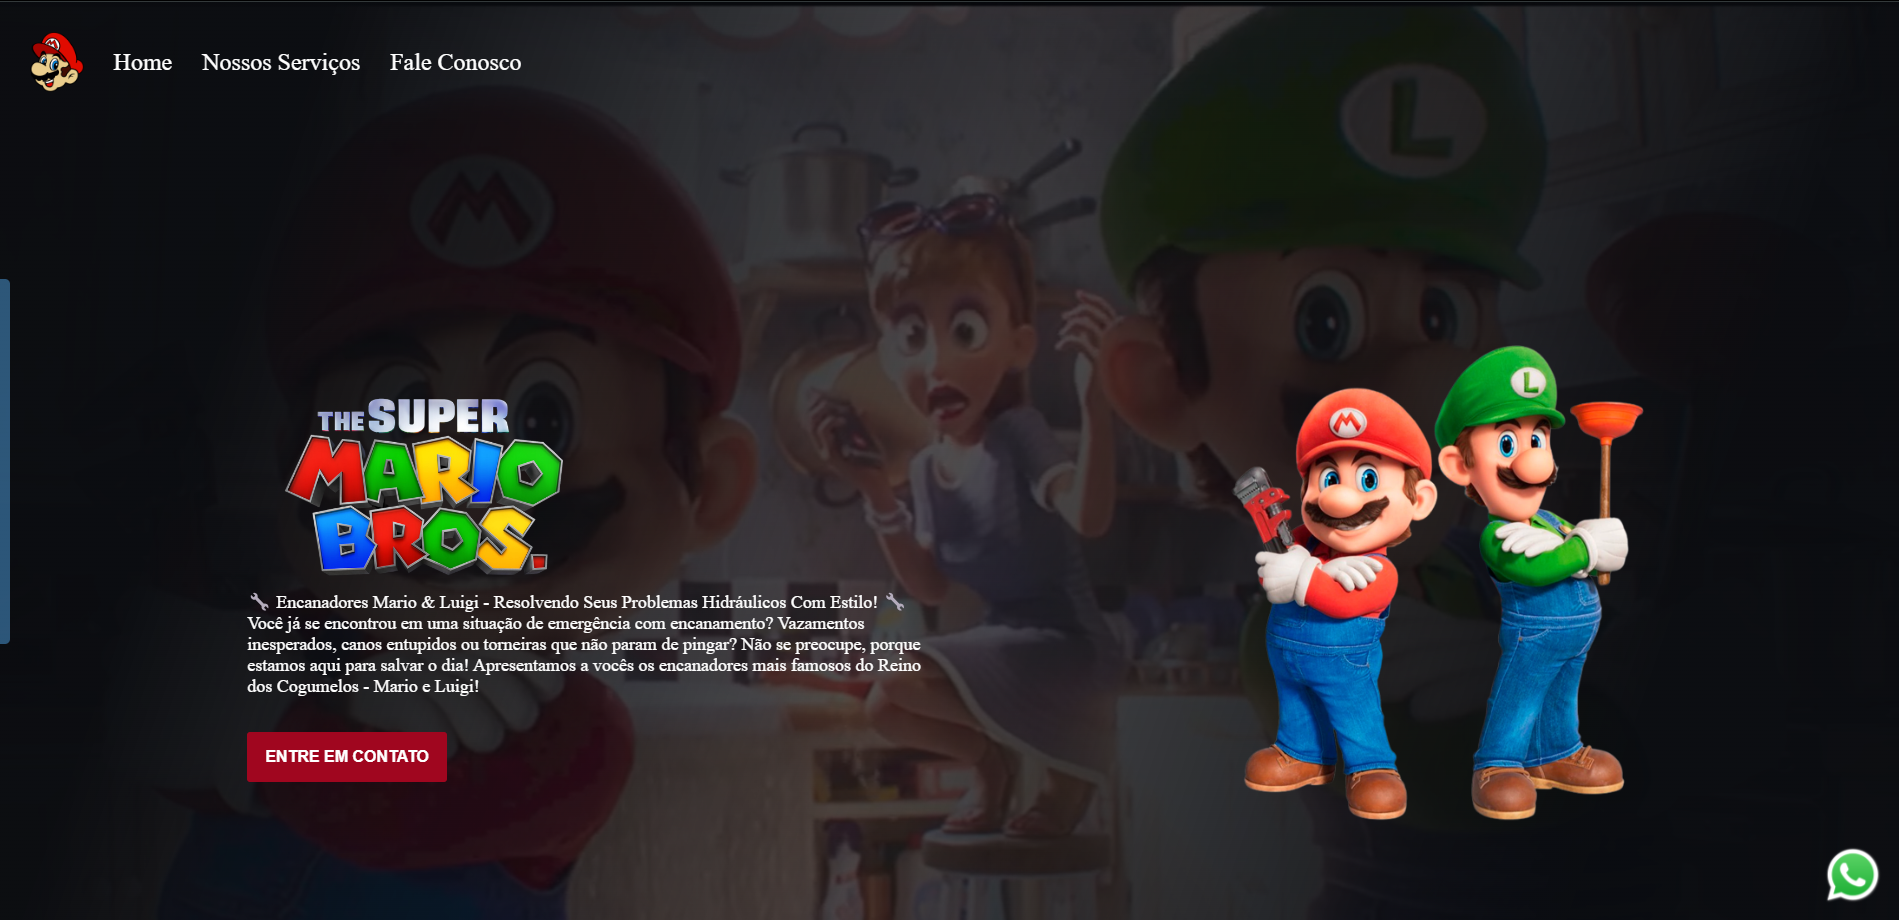 Home
Nossos Serviços
Fale Conosco
M
L
THE SUPER
MARIO
BROS.
M
L
🔧 Encanadores Mario & Luigi - Resolvendo Seus Problemas Hidráulicos Com Estilo! 🔧
Você já se encontrou em uma situação de emergência com encanamento? Vazamentos
inesperados, canos entupidos ou torneiras que não param de pingar? Não se preocupe, porque
estamos aqui para salvar o dia! Apresentamos a vocês os encanadores mais famosos do Reino
dos Cogumelos - Mario e Luigi!
ENTRE EM CONTATO